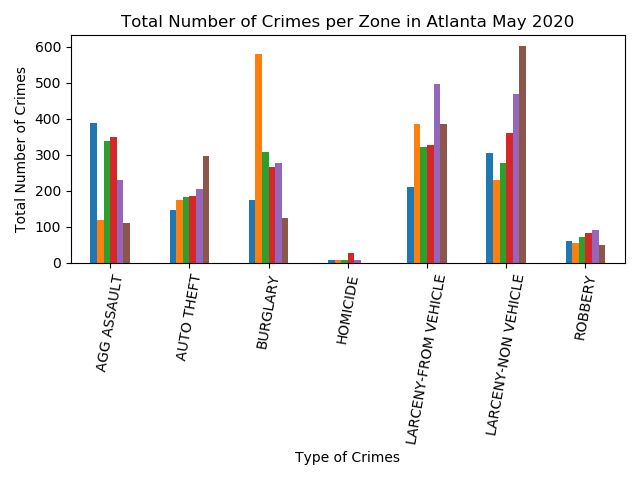 Total Number of Crimes per Zone in Atlanta May 2020
Total Number of Crimes
600
500
400
300
200
100
0
AGG ASSAULT
AUTO THEFT
BURGLARY
HOMICIDE
LARCENY-FROM VEHICLE
LARCENY-NON VEHICLE
ROBBERY
Type of Crimes